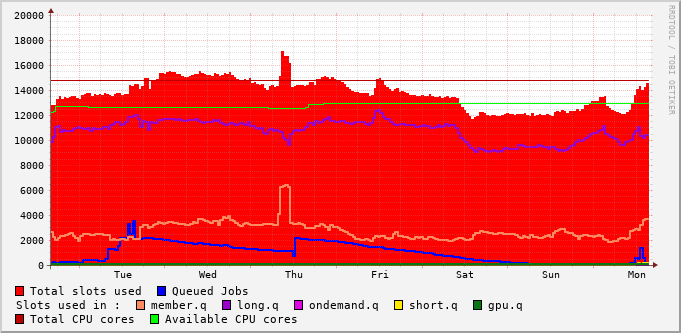 RRDTOOL / TOBI OETIKER
20000
18000
16000
14000
12000
10000
8000
6000
4000
2000
0
Tue Wed Thu Fri Sat Sun Mon
Total slots used Queued Jobs
Slots used in : member.q long.q ondemand.q short.q gpu.q
Total CPU cores Available CPU cores